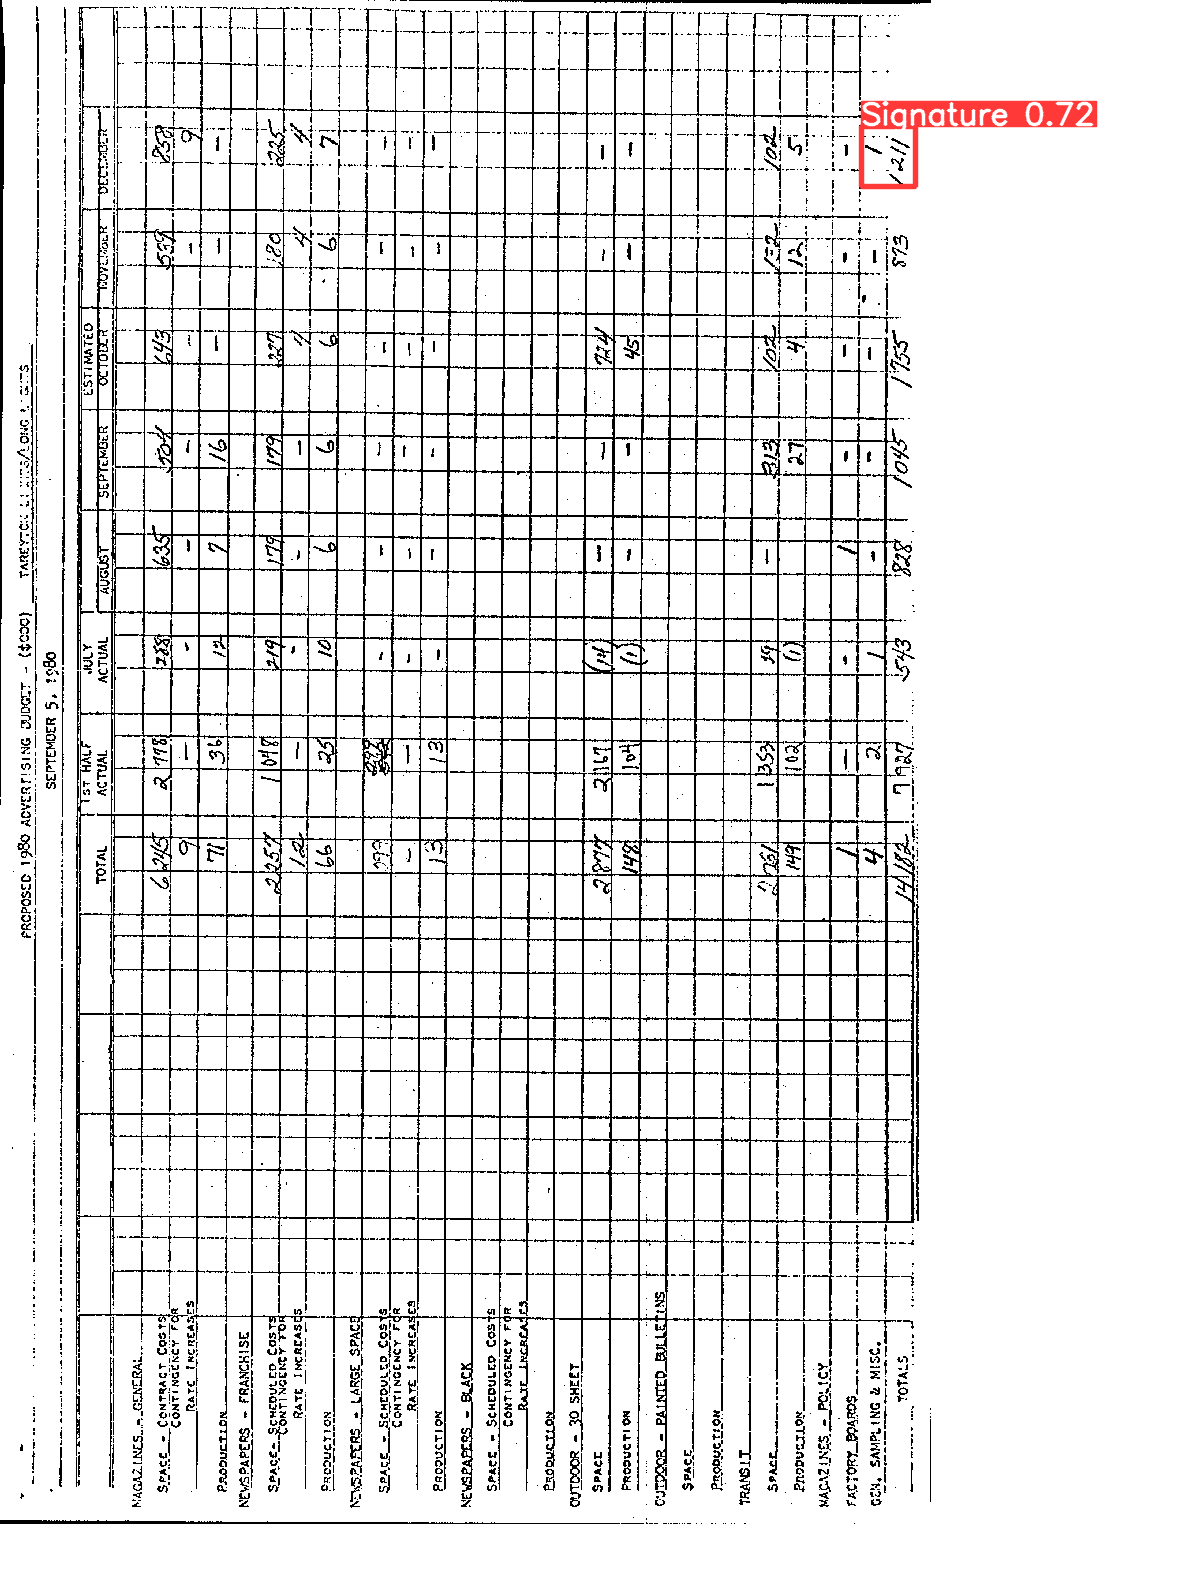 PROPOSED 1980 ADVERTISING BUDGET - ($000) TAREYTON LIGHTS/LONG LIGHTS
SEPTEMBER 5, 1980
ESTIMATED
TOTAL 1ST HALF ACTUAL JULY ACTUAL AUGUST SEPTEMBER OCTOBER NOVEMBER DECEMBER
MAGAZINES - GENERAL
SPACE - CONTRACT COSTS 6245 2778 288 635 504 643 539 858
CONTINGENCY FOR
RATE INCREASES 9 - - - - - - 9
PRODUCTION 71 36 12 7 16 - - -
NEWSPAPERS - FRANCHISE
SPACE - SCHEDULED COSTS 2257 1048 219 179 179 227 180 225
CONTINGENCY FOR
RATE INCREASES 12 - - - - 4 4 4
PRODUCTION 66 25 10 6 6 6 6 7
NEWSPAPERS - LARGE SPACE
SPACE - SCHEDULED COSTS 299 - - - - - -
CONTINGENCY FOR
RATE INCREASES - - - - - - - -
PRODUCTION 13 13 - - - - - -
NEWSPAPERS - BLACK
SPACE - SCHEDULED COSTS
CONTINGENCY FOR
RATE INCREASES
PRODUCTION
OUTDOOR - 30 SHEET
SPACE 2877 2167 (14) - - 724 - -
PRODUCTION 148 104 (1) - - 45 - -
OUTDOOR - PAINTED BULLETINS
SPACE
PRODUCTION
TRANSIT
SPACE 1353 - 313 102 132 102
PRODUCTION 149 102 (1) - 27 4 12 5
MAGAZINES - POLICY
FACTORY BOARDS 1 - - 1 - - - -
GEN. SAMPLING & MISC. 4 2 1 - - - - 1
TOTALS 14182 7927 543 828 1045 1755 873 1211
Signature 0.72